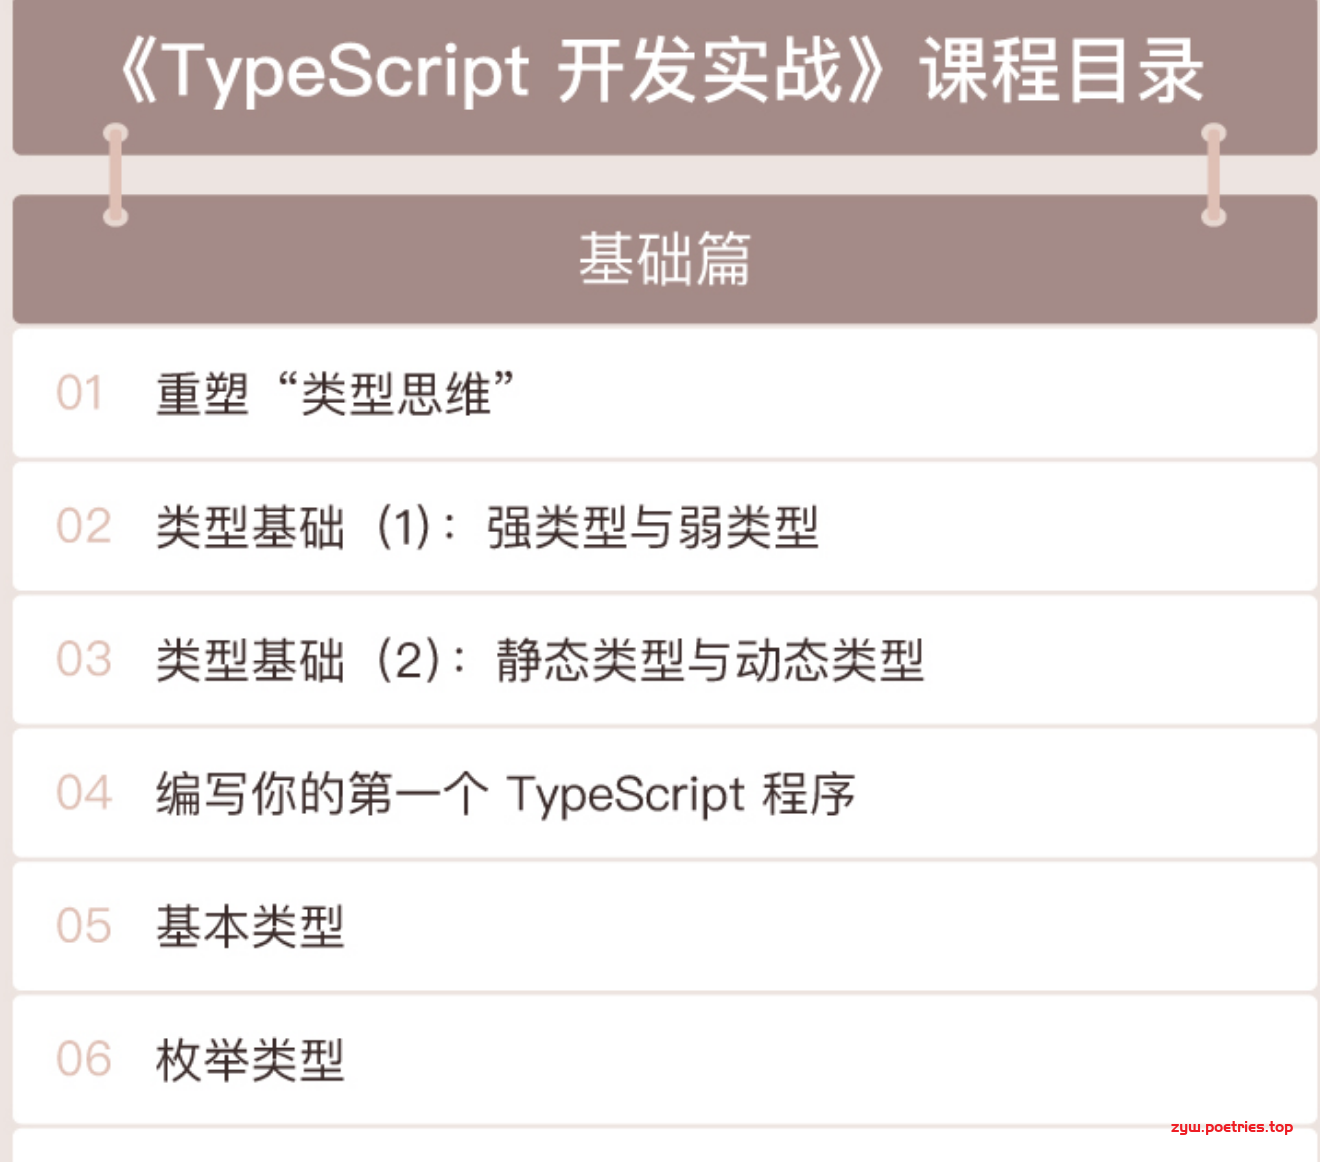 《TypeScript 开发实战》课程目录
基础篇
01 重塑“类型思维”
02 类型基础（1）：强类型与弱类型
03 类型基础（2）：静态类型与动态类型
04 编写你的第一个 TypeScript 程序
05 基本类型
06 枚举类型
zyw.poetries.top